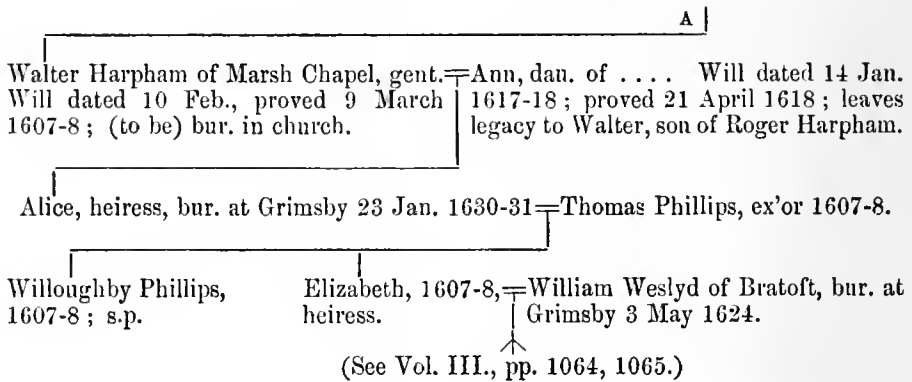 A
Walter Harpham of Marsh Chapel, gent.=Ann, dau. of . . . . Will dated 14 Jan.
Will dated 10 Feb., proved 9 March 1617-18 ; proved 21 April 1618 ; leaves
1607-8 ; (to be) bur. in church. legacy to Walter, son of Roger Harpham.
Alice, heiress, bur. at Grimsby 23 Jan. 1630-31=Thomas Phillips, ex'or 1607-8.
Willoughby Phillips, Elizabeth, 1607-8,=William Weslyd of Bratoft, bur. at
1607-8 ; s.p. heiress. Grimsby 3 May 1624.
(See Vol. III., pp. 1064, 1065.)